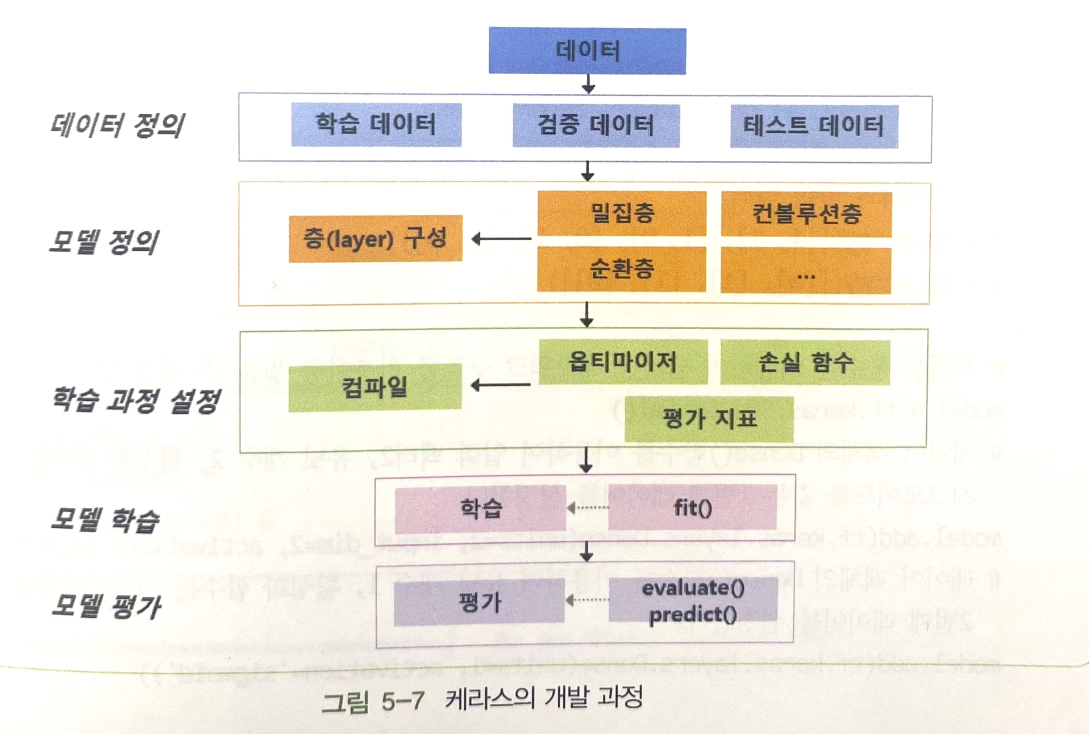 데이터
데이터 정의
학습 데이터 검증 데이터 테스트 데이터
모델 정의
층(layer) 구성
밀집층 컨볼루션층
순환층 ...
학습 과정 설정
컴파일
옵티마이저 손실 함수
평가 지표
모델 학습
학습 fit()
모델 평가
평가
evaluate()
predict()
그림 5-7 케라스의 개발 과정